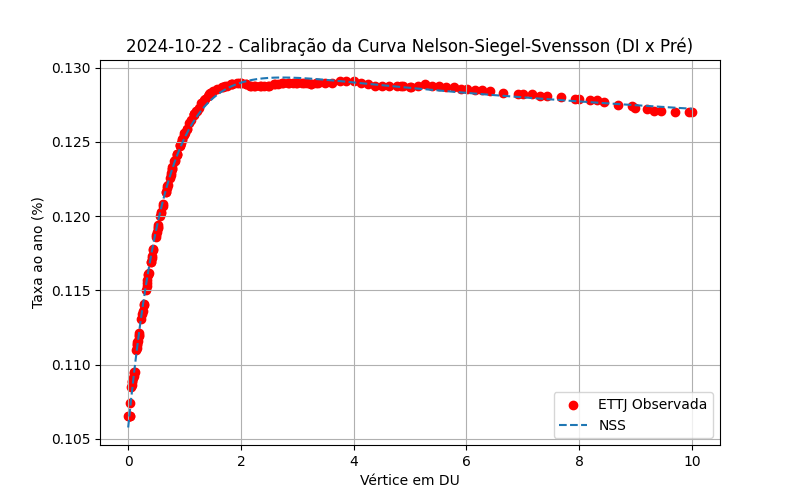 2024-10-22 - Calibração da Curva Nelson-Siegel-Svensson (DI x Pré)
Taxa ao ano (%)
0.130
0.125
0.120
0.115
0.110
0.105
ETTJ Observada
NSS
0
2
4
6
8
10
Vértice em DU